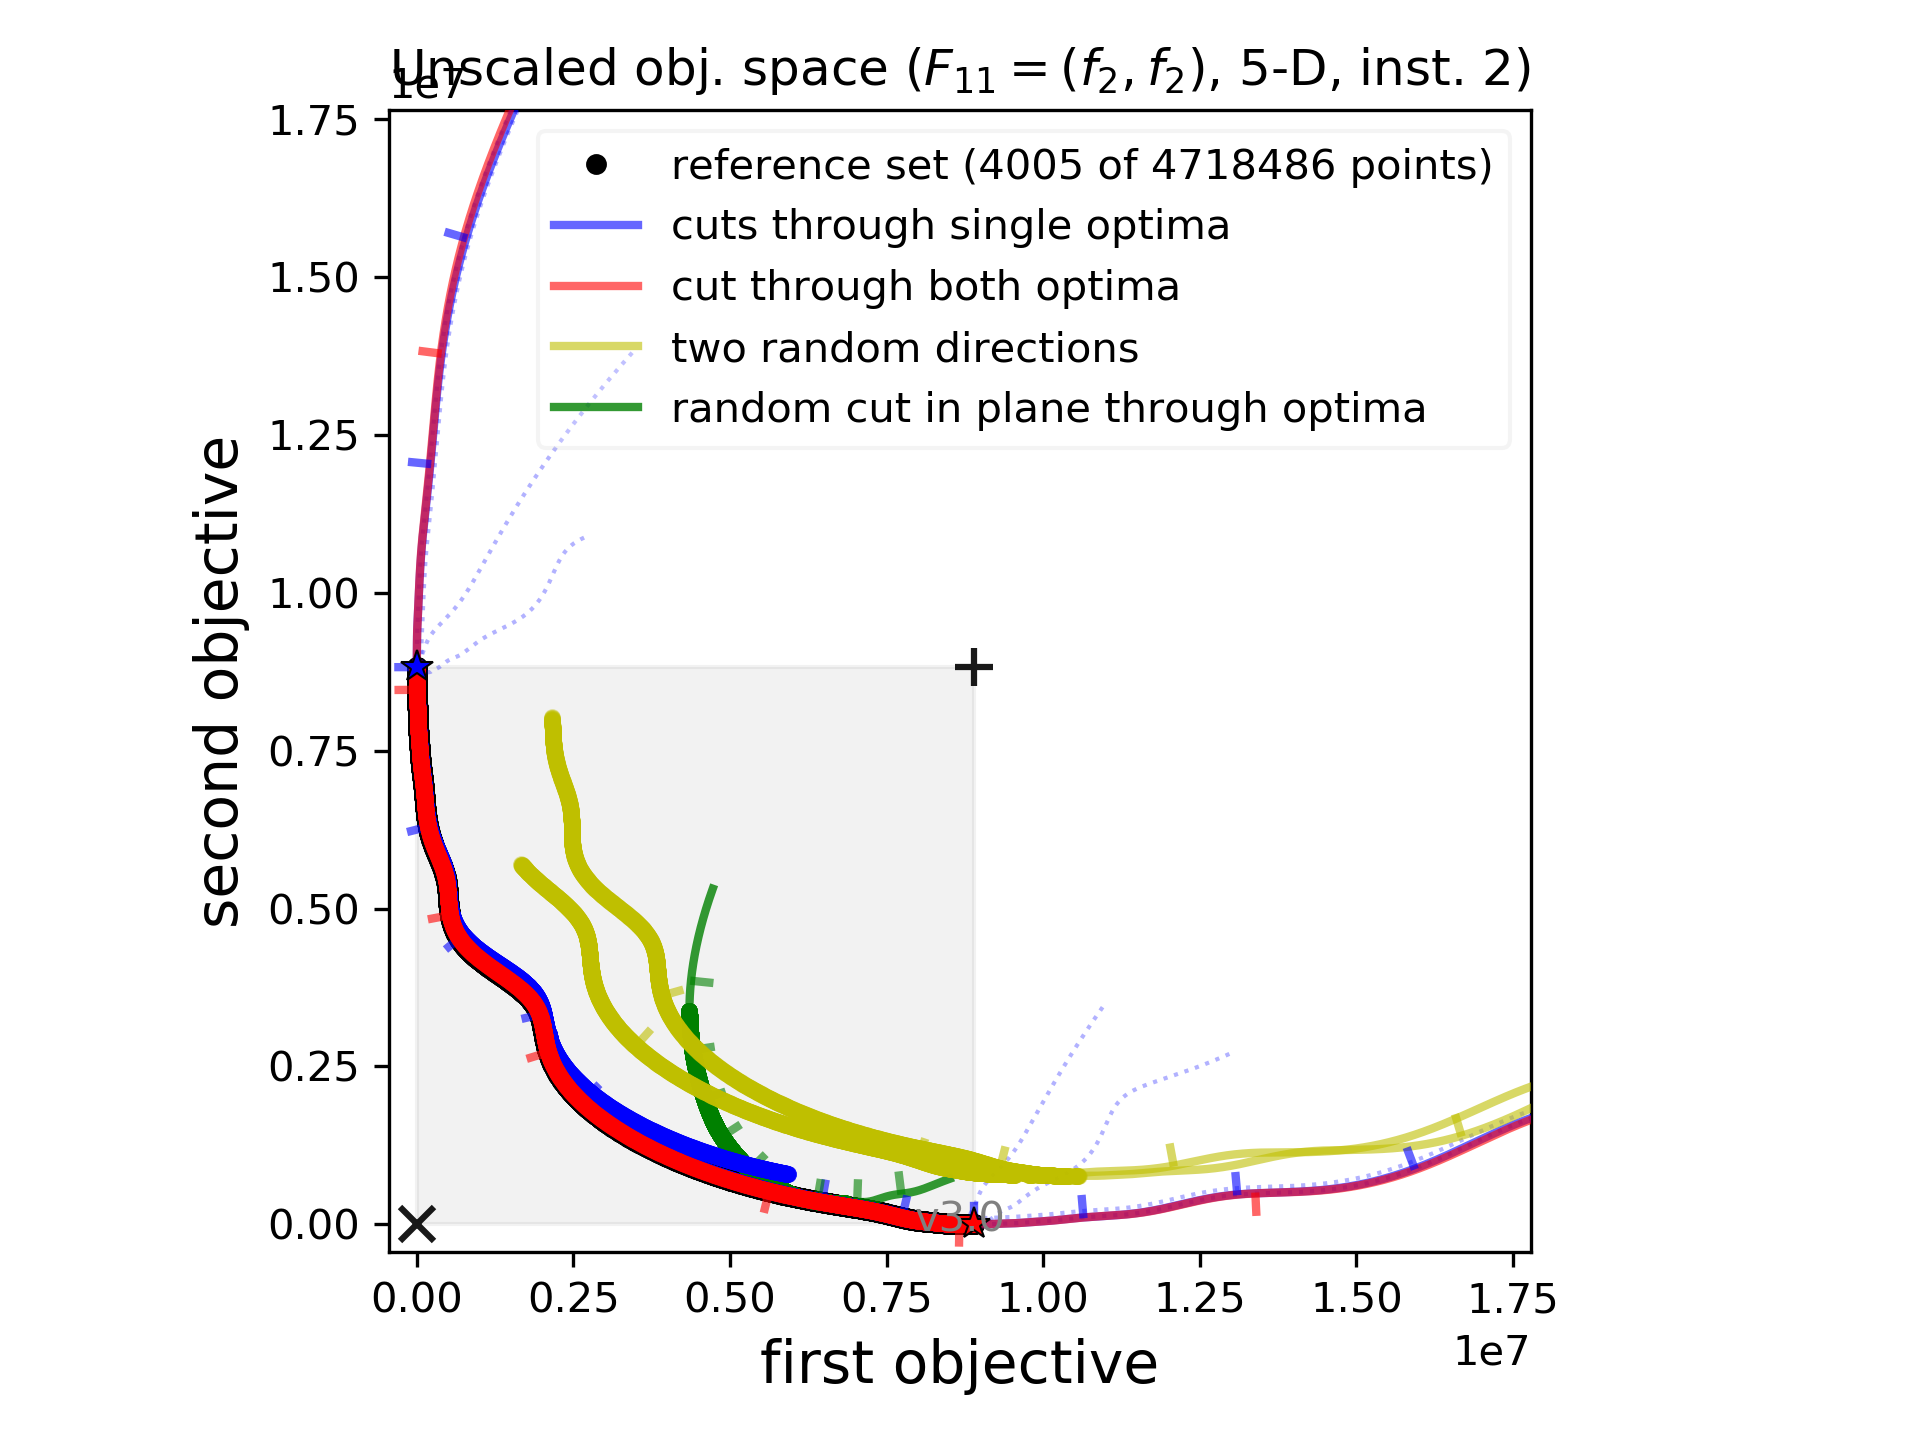 Unscaled obj. space (F₁₁ = (f₂, f₂), 5-D, inst. 2)
1e7
reference set (4005 of 4718486 points)
cuts through single optima
cut through both optima
two random directions
random cut in plane through optima
1.75
1.50
1.25
1.00
0.75
0.50
0.25
0.00
second objective
v3.0
0.00 0.25 0.50 0.75 1.00 1.25 1.50 1.75
1e7
first objective